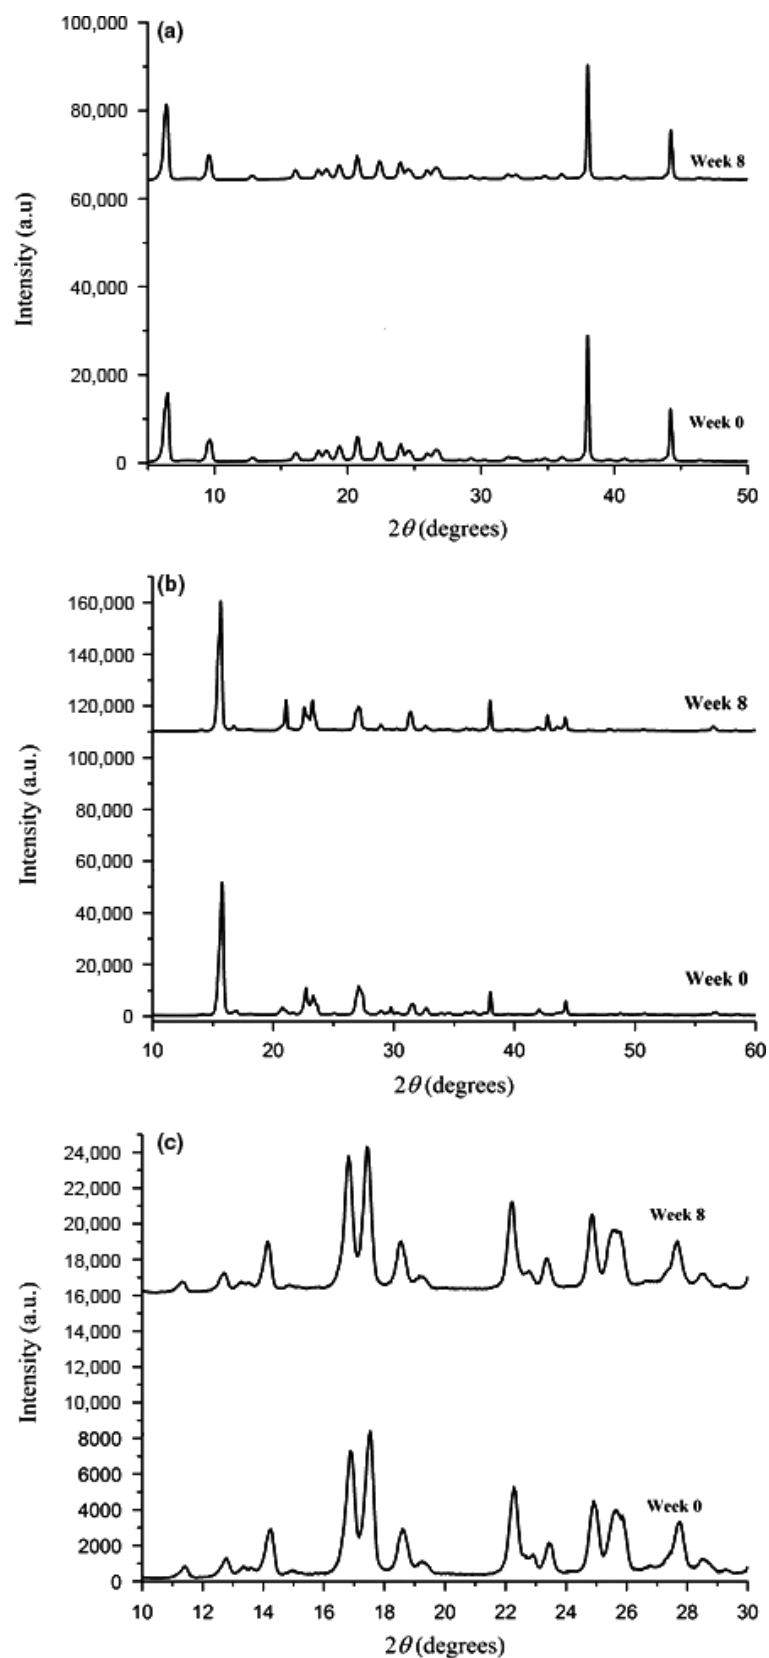 (a)
100,000
80,000
60,000
40,000
20,000
0
Intensity (a.u)
Week 8
Week 0
10 20 30 40 50
2θ (degrees)
(b)
160,000
140,000
120,000
100,000
80,000
60,000
40,000
20,000
0
Intensity (a.u.)
Week 8
Week 0
10 20 30 40 50 60
2θ (degrees)
(c)
24,000
22,000
20,000
18,000
16,000
14,000
12,000
10,000
8000
6000
4000
2000
0
Intensity (a.u.)
Week 8
Week 0
10 12 14 16 18 20 22 24 26 28 30
2θ (degrees)